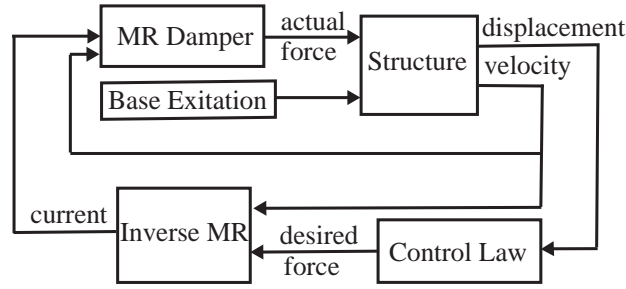 MR Damper
actual
force
Structure
displacement
velocity
Base Exitation
current
Inverse MR
desired
force
Control Law